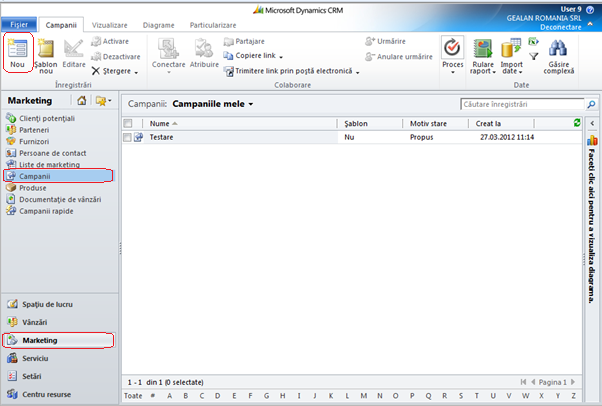 Microsoft Dynamics CRM
User 9
GEALAN ROMANIA SRL
Deconectare
Fișier
Campanii
Vizualizare
Diagrame
Particularizare
Nou
Șablon nou
Editare
Activare
Dezactivare
Ștergere
Înregistrări
Conectare
Atribuire
Partajare
Copiere link
Trimitere link prin poștă electronică
Urmărire
Anulare urmărire
Colaborare
Proces
Rulare raport
Import date
Găsire complexă
Date
Marketing
Clienți potențiali
Parteneri
Furnizori
Persoane de contact
Liste de marketing
Campanii
Produse
Documentație de vânzări
Campanii rapide
Spațiu de lucru
Vânzări
Marketing
Serviciu
Setări
Centru resurse
Campanii: Campaniile mele
Căutare înregistrări
Nume Șablon Motiv stare Creat la
Testare Nu Propus 27.03.2012 11:14
Faceți clic aici pentru a vizualiza diagrama.
1 - 1 din 1 (0 selectate)
Pagina 1
Toate # A B C D E F G H I J K L M N O P Q R S T U V W X Y Z